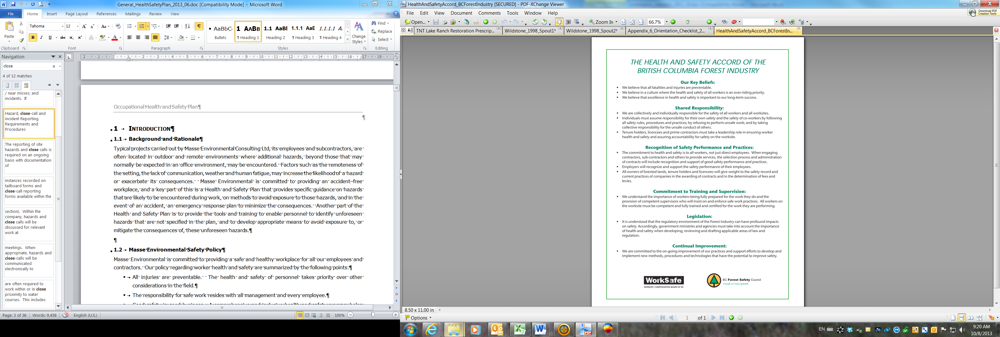 General_HealthSafetyPlan_2013_06.doc [Compatibility Mode] - Microsoft Word
File Home Insert Page Layout References Mailings Review View
Tahoma 12
Paste
Clipboard Font Paragraph Styles Editing
• AaBbC 1 AABB 1.1 AaBl 1.1.1 AaE 1.1.1.1 A
Bullets ¶ Heading 1 Heading 2 ¶ Heading 3 ¶ Heading 4
Change
Styles
Find
Replace
Select
Navigation
close
4 of 12 matches
/ near misses; and
incidents. If
Hazard, close-call and
incident Reporting
Requirements and
Procedures
The reporting of site
hazards and close calls is
required on an ongoing
basis with documentation
of
instances recorded on
tailboard forms and
close-call reporting
forms available within the
section). Within the
company, hazards and
close calls will be
discussed for relevant
work at
meetings. When
appropriate, hazards and
close-calls will be
communicated
electronically to
are often required to
work within or in close
proximity to water
courses. This includes
2 1 1 2 3 4 5 6 7 8 9 10 11 12 13 14 15 16 17 18
Occupational Health and Safety Plan¶
¶
1 → INTRODUCTION¶
1.1→ Background and Rationale¶
Typical projects carried out by Masse Environmental Consulting Ltd, its employees and subcontractors, are
often located in outdoor and remote environments where additional hazards, beyond those that may
normally be expected in an office environment, may be encountered. Factors such as the remoteness of
the setting, the lack of communication, weather and human fatigue, may increase the likelihood of a hazard
or exacerbate its consequences. Masse Environmental is committed to providing an accident–free
workplace, and a key part of this is a Health and Safety Plan that provides specific guidance on hazards
that are likely to be encountered during work, on methods to avoid exposure to those hazards, and in the
event of an accident, an emergency response plan to minimize the consequences. Another part of the
Health and Safety Plan is to provide the tools and training to enable personnel to identify unforeseen
hazards that are not specified in the plan, and to develop appropriate means to avoid exposure to, or
mitigate the consequences of, these unforeseen hazards.¶
¶
1.2→ Masse Environmental Safety Policy¶
Masse Environmental is committed to providing a safe and healthy workplace for all our employees and
contractors. Our policy regarding worker health and safety are summarized by the following points:¶
▪ → All injuries are preventable. The health and safety of personnel takes priority over other
considerations in the field.¶
▪ → The responsibility for safe work resides with all management and every employee.¶
Page: 3 of 36 Words: 9,458 English (U.S.) 100%
HealthAndSafetyAccord_BCForestIndustry [SECURED] - PDF-XChange Viewer
File Edit View Document Comments Tools Window Help
Download PDF
Creation Tools
Open... OCR Zoom In 66.7%
TNT Lake Ranch Restoration Prescrip... Wildstone_1998_Spout1* Wildstone_1998_Spout2* Appendix_6_Orientation_Checklist_2... HealthAndSafetyAccord_BCForestIn...
THE HEALTH AND SAFETY ACCORD OF THE
BRITISH COLUMBIA FOREST INDUSTRY
Our Key Beliefs:
• We believe that all fatalities and injuries are preventable.
• We believe in a culture where the health and safety of all workers is an over-riding priority.
• We believe that excellence in health and safety is important to our long-term success.
Shared Responsibility:
• We are collectively and individually responsible for the safety of all workers and all worksites.
• Individuals must assume responsibility for their own safety and the safety of co-workers by following
all safety rules, procedures and practices; by refusing to perform unsafe work; and by taking
collective responsibility for the unsafe conduct of others.
• Tenure holders, licencees and prime contractors must take a leadership role in ensuring worker
health and safety and assuring accountability for safety on the worksite.
Recognition of Safety Performance and Practices:
• The commitment to health and safety is to all workers, not just direct employees. When engaging
contractors, sub-contractors and others to provide services, the selection process and administration
of contracts will include recognition and support of good safety performance and practices.
• Employers will recognize and support the safety performance of their employees.
• All owners of forested lands, tenure holders and licencees will give weight to the safety record and
current practices of companies in the awarding of contracts and in the determination of fees and
levies.
Commitment to Training and Supervision:
• We understand the importance of workers being fully prepared for the work they do and the
provision of competent supervisors who will insist on and enforce safe work practices. All workers on
the worksite must be competent and fully trained and certified for the work they are performing.
Legislation:
• It is understood that the regulatory environment of the Forest Industry can have profound impacts
on safety. Accordingly, government ministries and agencies must take into account the importance
of health and safety when developing, reviewing and drafting applicable areas of law and
regulation.
Continual Improvement:
• We are committed to the on-going improvement of our practices and support efforts to develop and
implement new methods, procedures and technologies that have the potential to improve safety.
WorkSafe
WORKERS' COMPENSATION BOARD OF BC
BC Forest Safety Council
Unsafe is Unacceptable
8.50 x 11.00 in
Options 1 of 1
EN 9:20 AM
10/8/2013